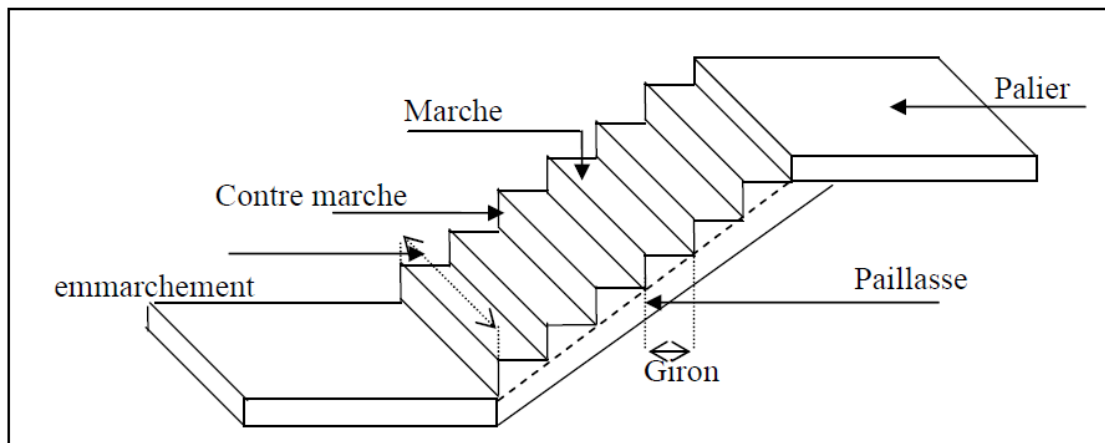 Palier
Marche
Contre marche
emmarchement
Paillasse
Giron